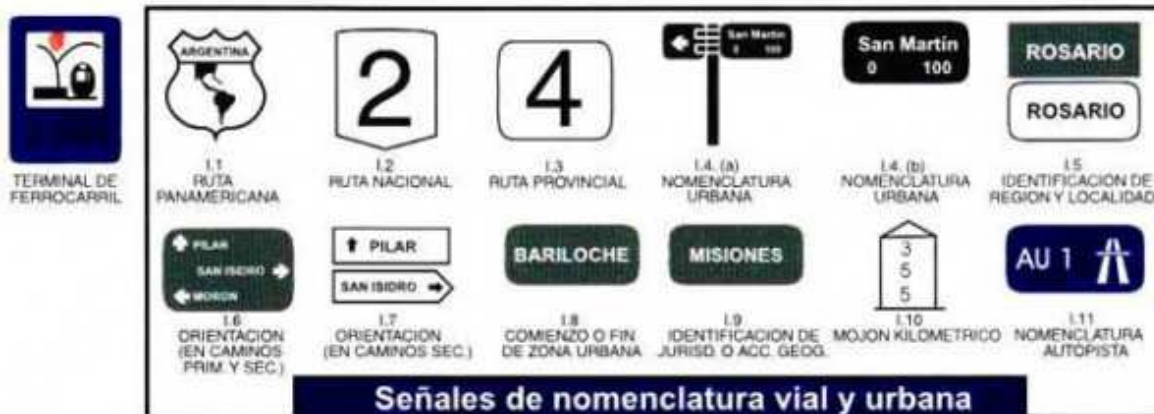 TERMINAL DE
FERROCARRIL
ARGENTINA
I.1
RUTA
PANAMERICANA
2
I.2
RUTA NACIONAL
4
I.3
RUTA PROVINCIAL
San Martín
0 100
I.4. (a)
NOMENCLATURA
URBANA
San Martín
0 100
I.4. (b)
NOMENCLATURA
URBANA
ROSARIO
ROSARIO
I.5
IDENTIFICACION DE
REGION Y LOCALIDAD
PILAR
SAN ISIDRO
MORON
I.6
ORIENTACION
(EN CAMINOS
PRIM. Y SEC.)
PILAR
SAN ISIDRO
I.7
ORIENTACION
(EN CAMINOS SEC.)
BARILOCHE
I.8
COMIENZO O FIN
DE ZONA URBANA
MISIONES
I.9
IDENTIFICACION DE
JURISD. O ACC. GEOG.
3
5
5
I.10
MOJON KILOMETRICO
AU 1
I.11
NOMENCLATURA
AUTOPISTA
Señales de nomenclatura vial y urbana